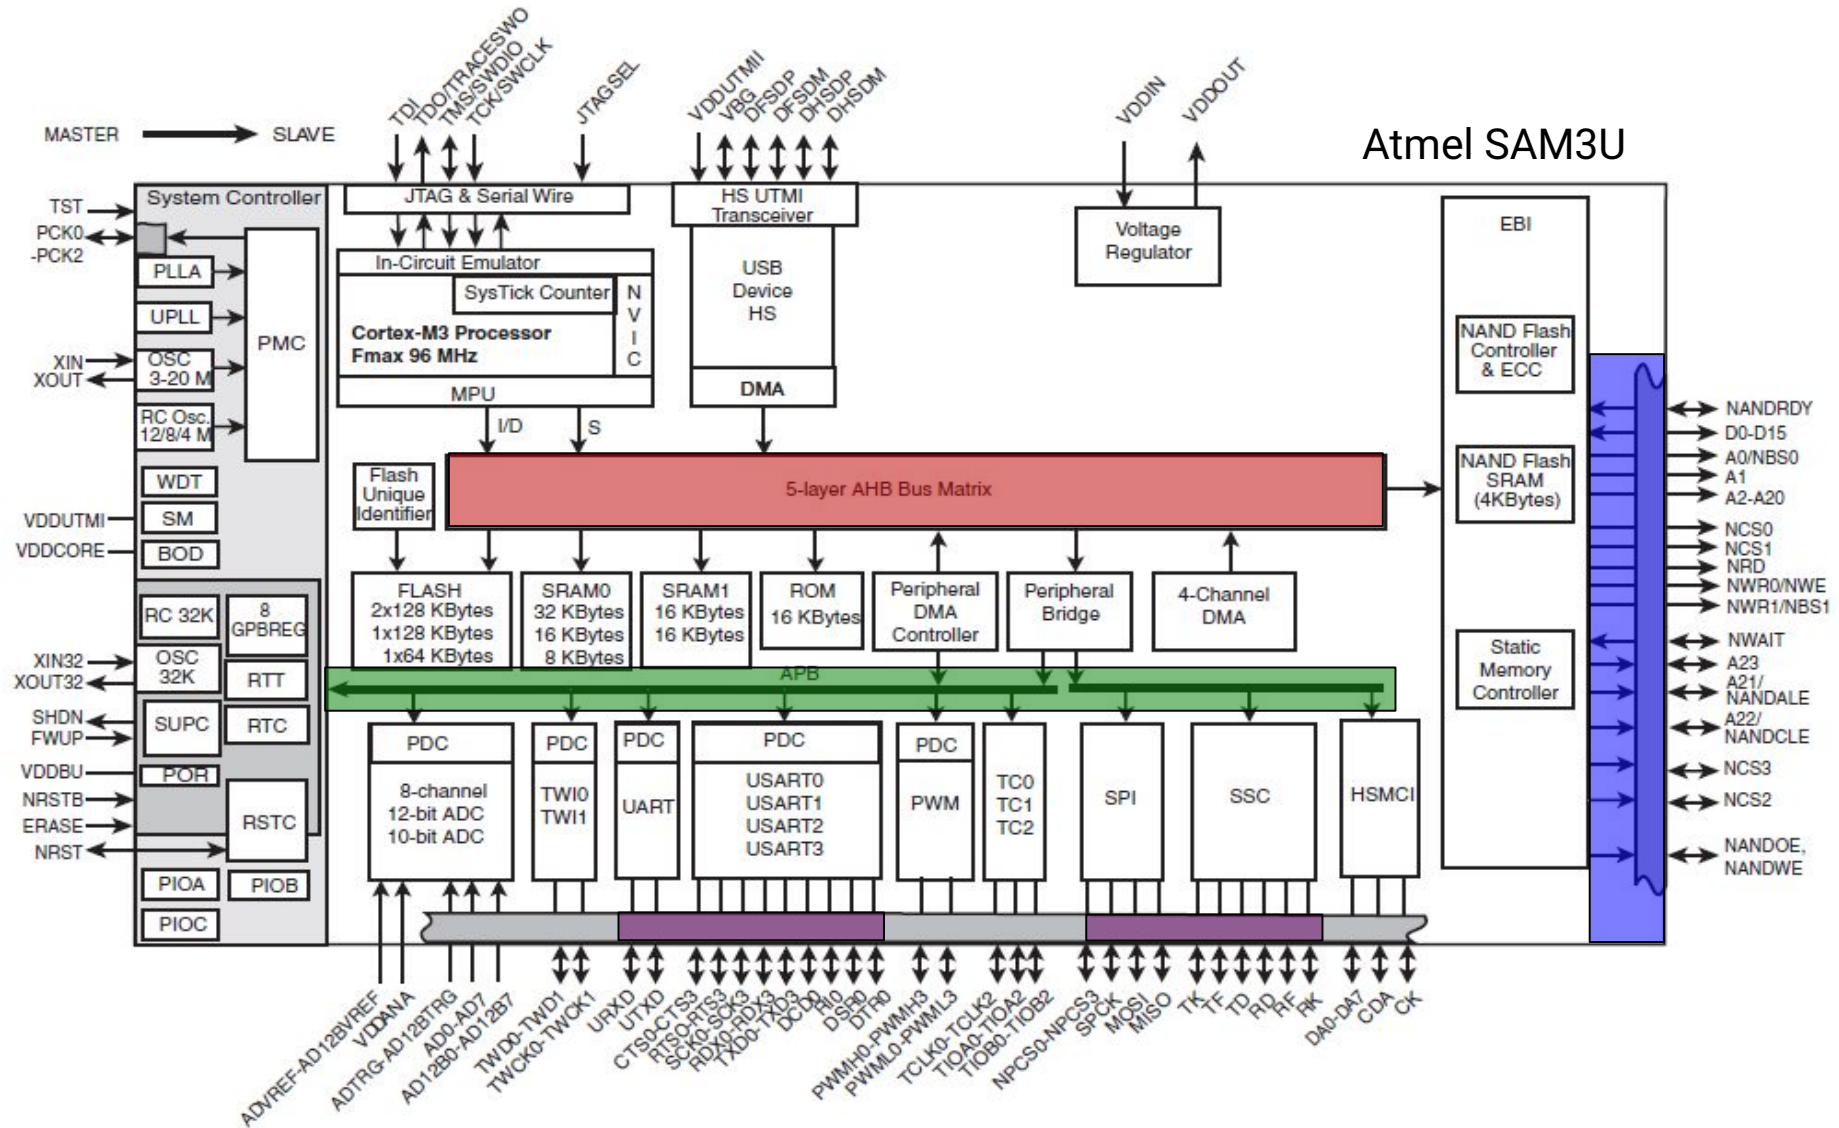 Atmel SAM3U
MASTER
SLAVE
TDI
TDO/TRACESWO
TMS/SWDIO
TCK/SWCLK
JTAGSEL
VDDUTMII
VBG
DFSDP
DFSDM
DHSDP
DHSDM
VDDIN
VDDOUT
TST
PCK0
-PCK2
XIN
XOUT
VDDUTMI
VDDCORE
XIN32
XOUT32
SHDN
FWUP
VDDBU
NRSTB
ERASE
NRST
System Controller
PLLA
UPLL
OSC
3-20 M
RC Osc.
12/8/4 M
PMC
WDT
SM
BOD
RC 32K
8
GPBREG
OSC
32K
RTT
SUPC
RTC
POR
RSTC
PIOA
PIOB
PIOC
JTAG & Serial Wire
In-Circuit Emulator
SysTick Counter
N
V
I
C
Cortex-M3 Processor
Fmax 96 MHz
MPU
I/D
S
HS UTMI
Transceiver
USB
Device
HS
DMA
Voltage
Regulator
Flash
Unique
Identifier
5-layer AHB Bus Matrix
FLASH
2x128 KBytes
1x128 KBytes
1x64 KBytes
SRAM0
32 KBytes
16 KBytes
8 KBytes
SRAM1
16 KBytes
16 KBytes
ROM
16 KBytes
Peripheral
DMA
Controller
Peripheral
Bridge
4-Channel
DMA
APB
PDC
8-channel
12-bit ADC
10-bit ADC
PDC
TWI0
TWI1
PDC
UART
PDC
USART0
USART1
USART2
USART3
PDC
PWM
TC0
TC1
TC2
SPI
SSC
HSMCI
EBI
NAND Flash
Controller
& ECC
NAND Flash
SRAM
(4KBytes)
Static
Memory
Controller
NANDRDY
D0-D15
A0/NBS0
A1
A2-A20
NCS0
NCS1
NRD
NWR0/NWE
NWR1/NBS1
NWAIT
A23
A21/
NANDALE
A22/
NANDCLE
NCS3
NCS2
NANDOE,
NANDWE
ADVREF-AD12BVREF
VDDANA
ADTRG-AD12BTRG
AD0-AD7
AD12B0-AD12B7
TWD0-TWD1
TWCK0-TWCK1
URXD
UTXD
CTS0-CTS3
RTS0-RTS3
SCK0-SCK3
RDX0-RDX3
TXD0-TXD3
DCD0
RI0
DSR0
DTR0
PWMH0-PWMH3
PWML0-PWML3
TCLK0-TCLK2
TIOA0-TIOA2
TIOB0-TIOB2
NPCS0-NPCS3
SPCK
MOSI
MISO
TK
TF
TD
RD
RF
RK
DA0-DA7
CDA
CK